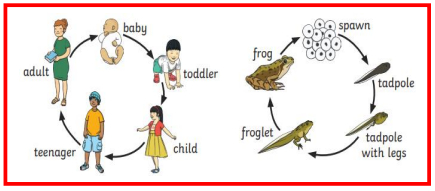 baby
toddler
child
teenager
adult
spawn
tadpole
tadpole
with legs
froglet
frog